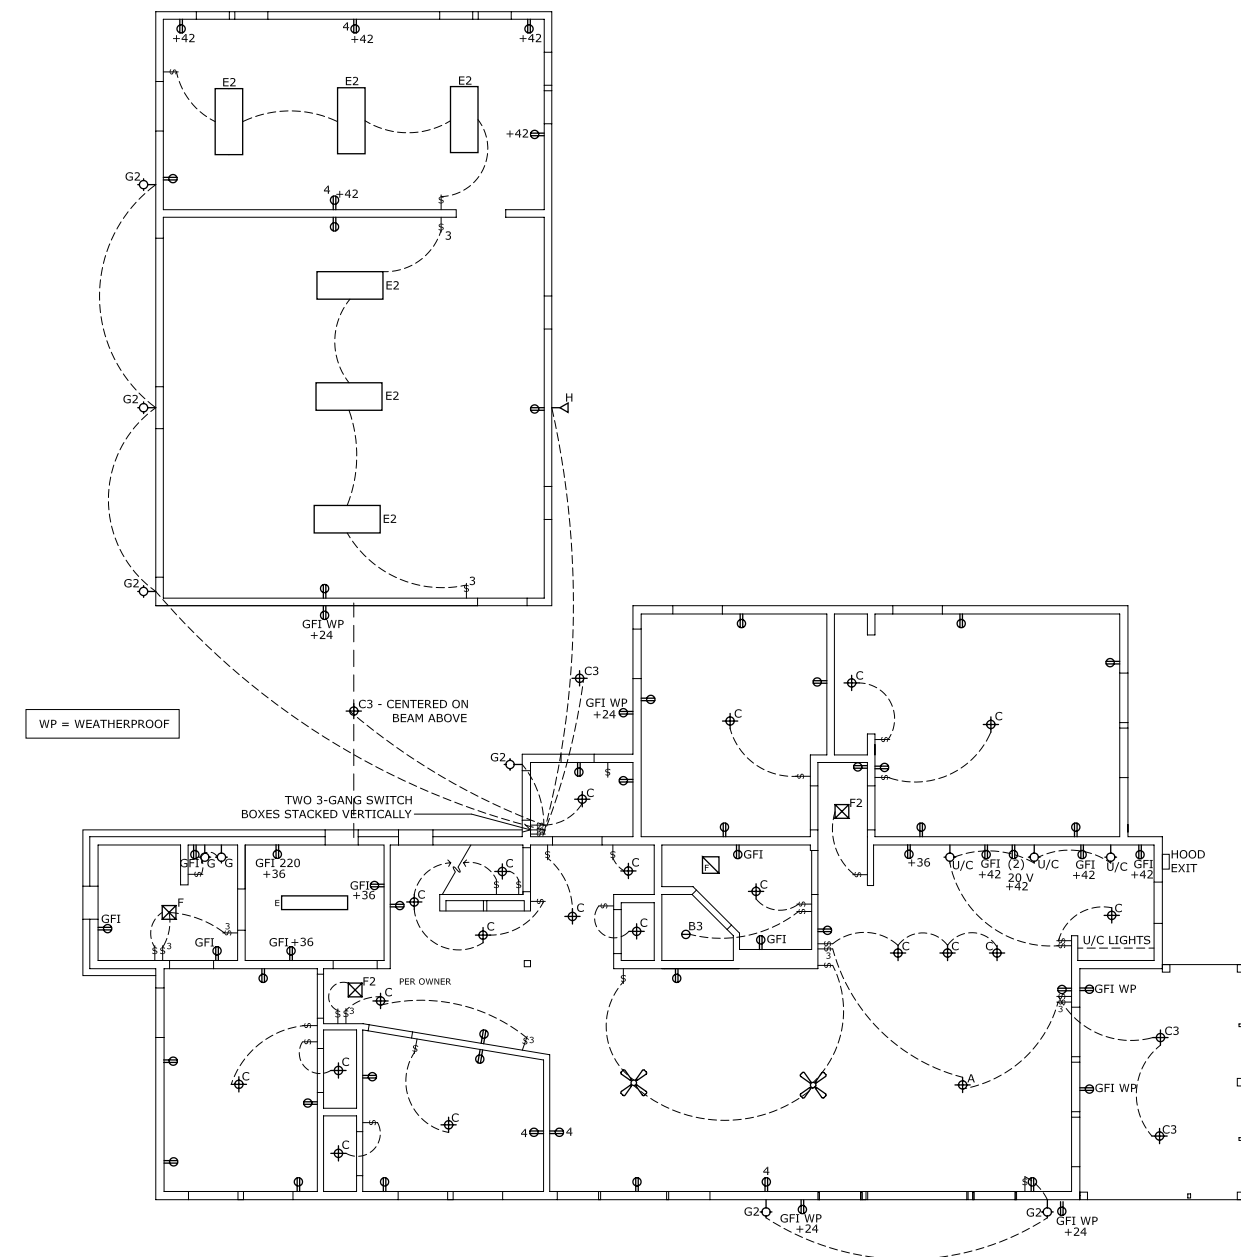 4
+42
+42
+42
$
E2
E2
E2
+42
G2
4
+42
$
$
3
E2
G2
E2
H
E2
G2
$
3
GFI WP
+24
C3
GFI WP
+24
C
C
C
WP = WEATHERPROOF
C3 - CENTERED ON
BEAM ABOVE
$
G2
$
$
$
C
F2
TWO 3-GANG SWITCH
BOXES STACKED VERTICALLY
GFI
G
G
GFI 220
+36
GFI
+36
$
C
C
GFI
F
+36
U/C
GFI
+42
(2)
20 V
+42
U/C
GFI
+42
U/C
GFI
+42
HOOD
EXIT
$
$
$
$
E
C
C
$
C
$
C
C
$
$
C
F
GFI
$
3
$
$
3
GFI
+36
C
C
B3
GFI
$
$
3
$
C
C
C
$
$
U/C LIGHTS
F2
PER OWNER
C
$
$
$
3
GFI WP
$
$
$
3
$
C3
C
C
$
C
A
GFI WP
C
$
4
4
C3
4
$
G2
GFI WP
+24
G2
GFI WP
+24